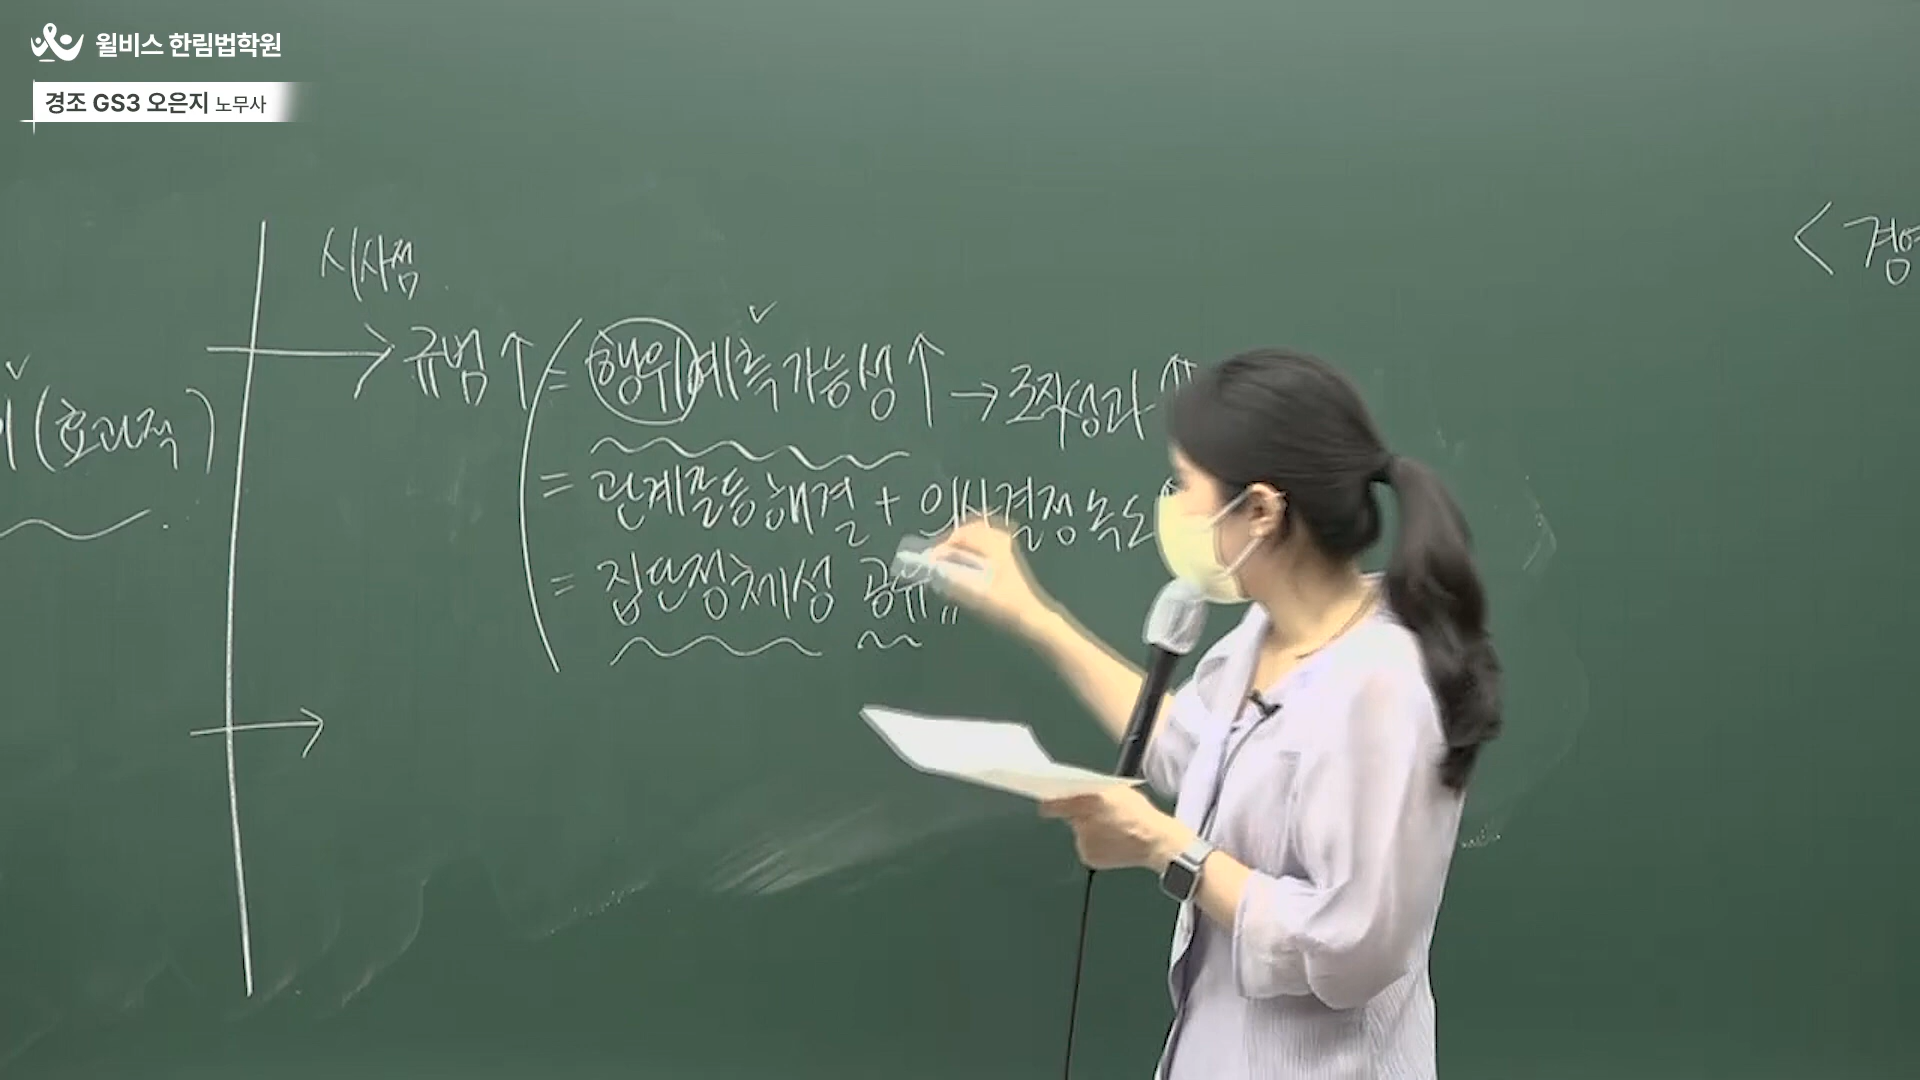 윌비스 한림법학원
경조 GS3 오은지 노무사
시사점
(효과적)
규범↑ = 행위예측가능성↑ → 조직성과↑
= 관계갈등해결 + 의사결정속도↑
= 집단정체성 공유
<경영